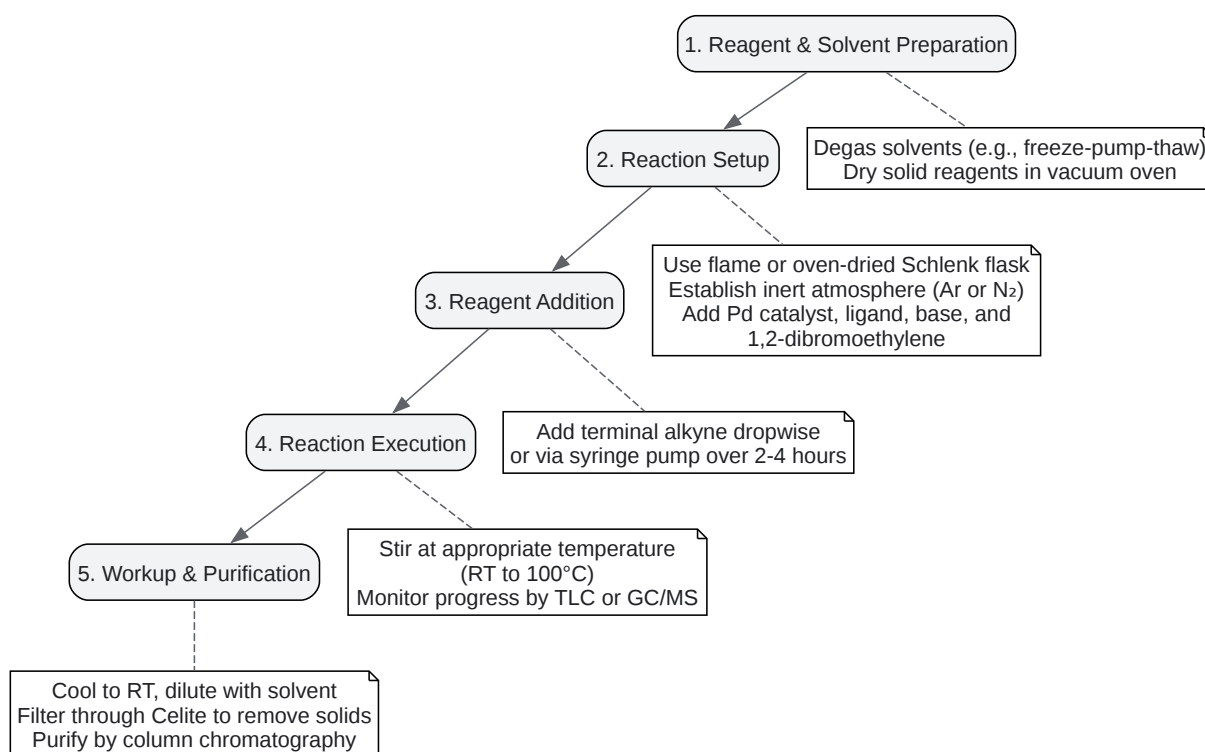 1. Reagent & Solvent Preparation
Degas solvents (e.g., freeze-pump-thaw)
Dry solid reagents in vacuum oven
2. Reaction Setup
Use flame or oven-dried Schlenk flask
Establish inert atmosphere (Ar or N₂)
Add Pd catalyst, ligand, base, and
1,2-dibromoethylene
3. Reagent Addition
Add terminal alkyne dropwise
or via syringe pump over 2-4 hours
4. Reaction Execution
Stir at appropriate temperature
(RT to 100°C)
Monitor progress by TLC or GC/MS
5. Workup & Purification
Cool to RT, dilute with solvent
Filter through Celite to remove solids
Purify by column chromatography